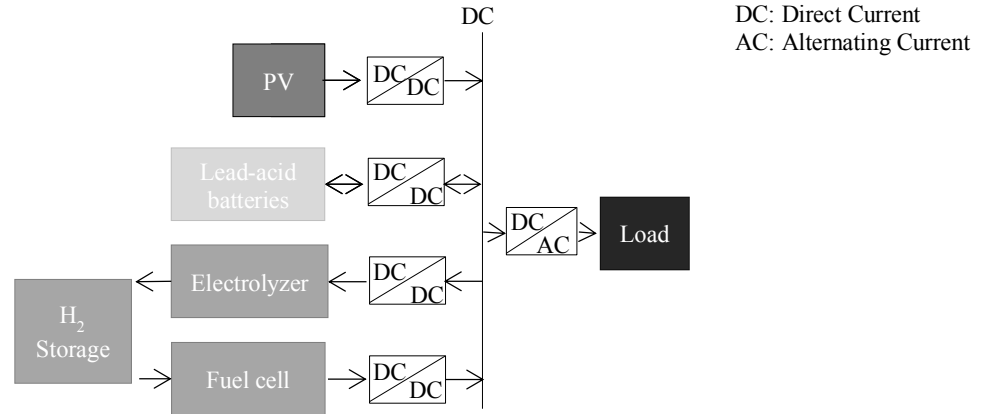 DC
DC: Direct Current
AC: Alternating Current
PV
DC
DC
Lead-acid
batteries
DC
DC
DC
AC
Load
Electrolyzer
DC
DC
H₂
Storage
Fuel cell
DC
DC